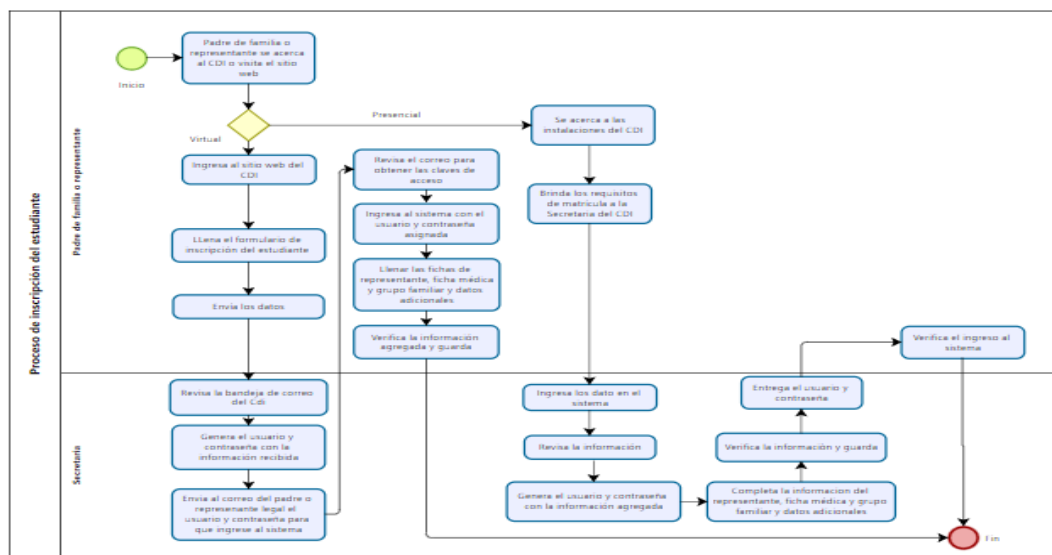 Proceso de inscripción del estudiante
Padre de familia o representante
Secretaria
Inicio
Padre de familia o
representante se acerca
al CDI o visita el sitio
web
Presencial
Virtual
Ingresa al sitio web del
CDI
LLena el formulario de
inscripción del estudiante
Envía los datos
Revisa la bandeja de correo
del Cdi
Genera el usuario y
contraseña con la
información recibida
Envia al correo del padre o
represenante legal el
usuario y contraseña para
que ingrese al sistema
Revisa el correo para
obtener las claves de
acceso
Ingresa al sistema con el
usuario y contraseña
asignada
Llenar las fichas de
representante, ficha médica
y grupo familiar y datos
adicionales
Verifica la información
agregada y guarda
Se acerca a las
instalaciones del CDI
Brinda los requisitos
de matrícula a la
Secretaria del CDI
Ingresa los dato en el
sistema
Revisa la información
Genera el usuario y contraseña
con la información agregada
Completa la informacion del
representante, ficha médica y grupo
familiar y datos adicionales
Verifica la información y guarda
Entrega el usuario y
contraseña
Verifica el ingreso al
sistema
Fin